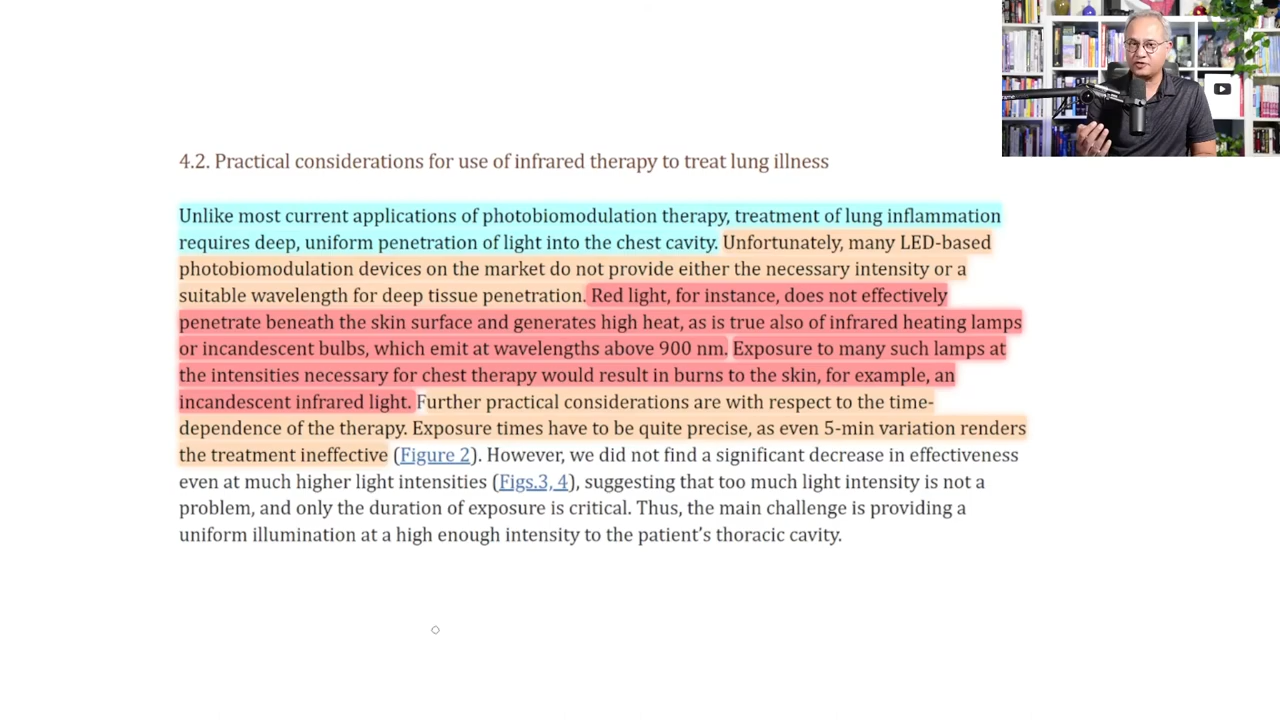 4.2. Practical considerations for use of infrared therapy to treat lung illness
Unlike most current applications of photobiomodulation therapy, treatment of lung inflammation
requires deep, uniform penetration of light into the chest cavity. Unfortunately, many LED-based
photobiomodulation devices on the market do not provide either the necessary intensity or a
suitable wavelength for deep tissue penetration. Red light, for instance, does not effectively
penetrate beneath the skin surface and generates high heat, as is true also of infrared heating lamps
or incandescent bulbs, which emit at wavelengths above 900 nm. Exposure to many such lamps at
the intensities necessary for chest therapy would result in burns to the skin, for example, an
incandescent infrared light. Further practical considerations are with respect to the time-
dependence of the therapy. Exposure times have to be quite precise, as even 5-min variation renders
the treatment ineffective (Figure 2). However, we did not find a significant decrease in effectiveness
even at much higher light intensities (Figs.3, 4), suggesting that too much light intensity is not a
problem, and only the duration of exposure is critical. Thus, the main challenge is providing a
uniform illumination at a high enough intensity to the patient's thoracic cavity.